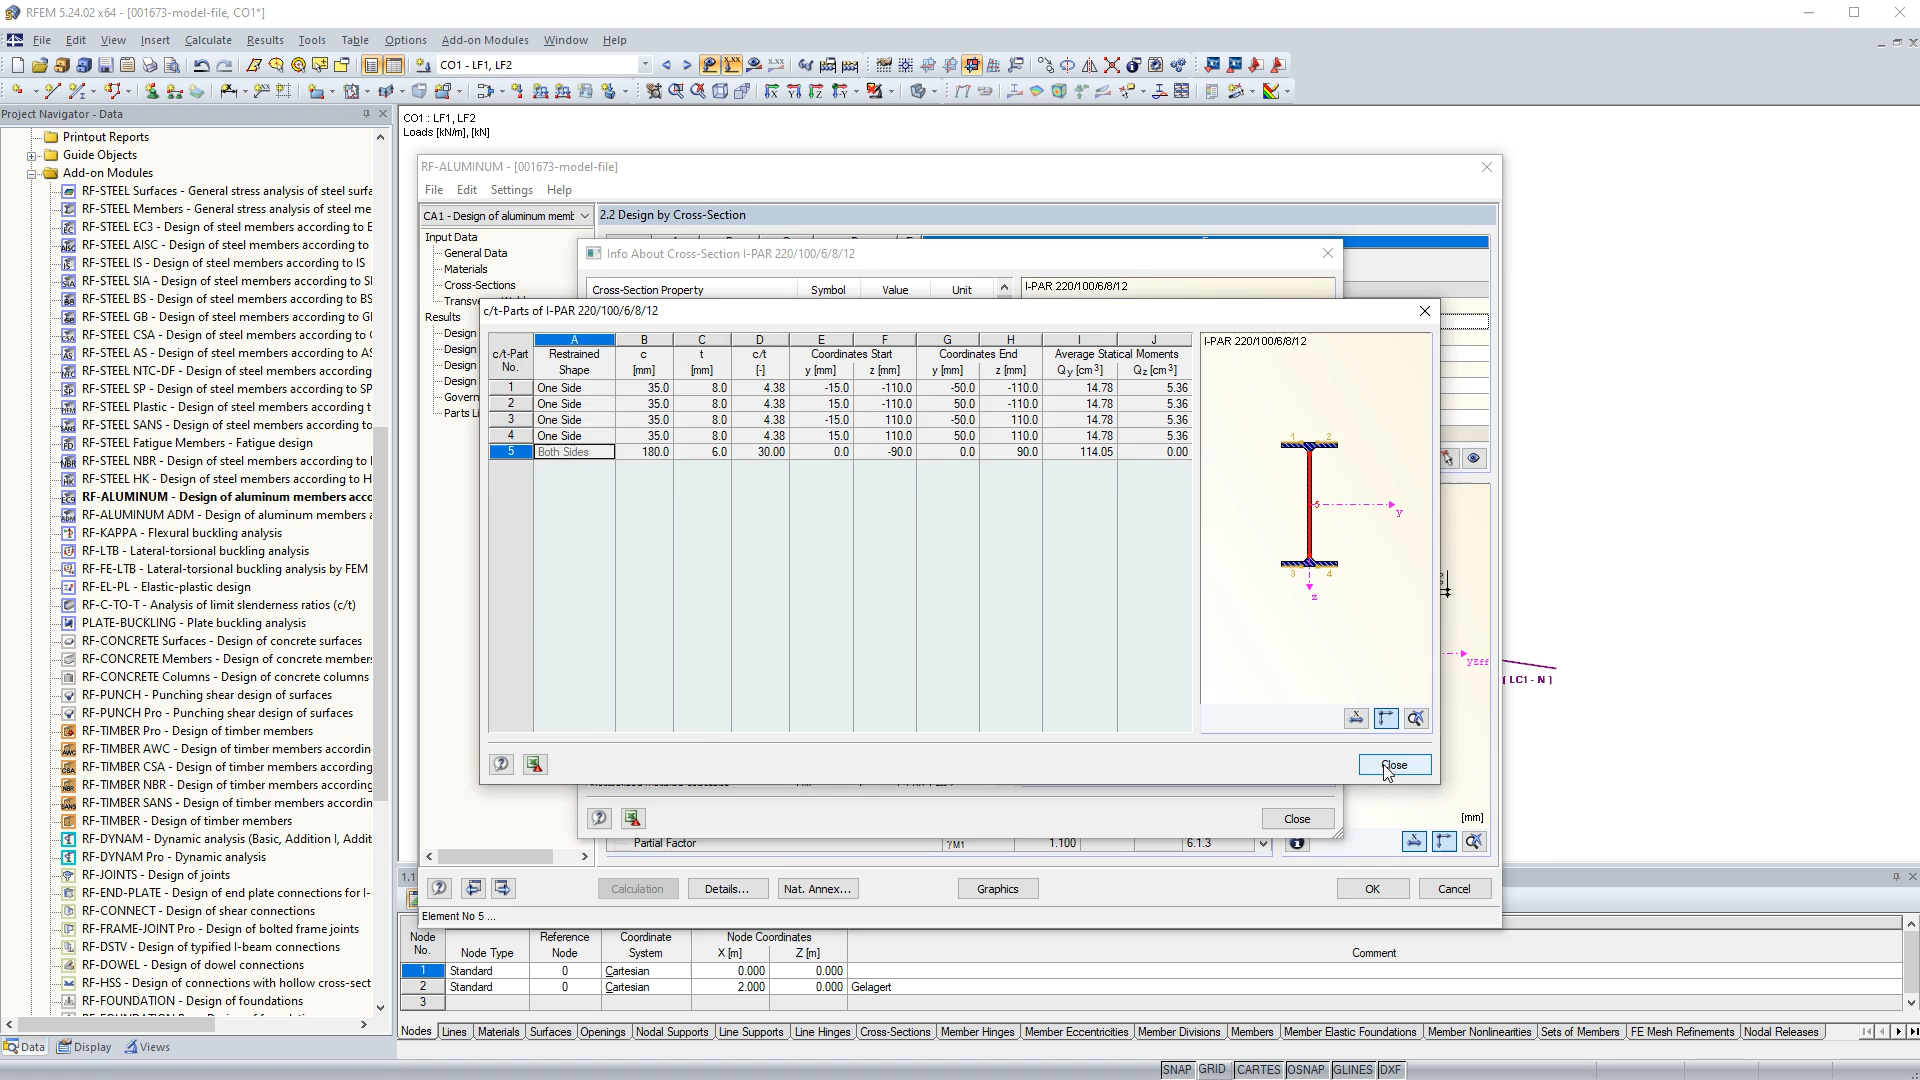 RFEM 5.24.02 x64 - [001673-model-file, CO1*]
File Edit View Insert Calculate Results Tools Table Options Add-on Modules Window Help
CO1 - LF1, LF2
Project Navigator - Data
Printout Reports
Guide Objects
Add-on Modules
RF-STEEL Surfaces - General stress analysis of steel surfa
RF-STEEL Members - General stress analysis of steel me
RF-STEEL EC3 - Design of steel members according to
RF-STEEL AISC - Design of steel members according to
RF-STEEL IS - Design of steel members according to IS
RF-STEEL SIA - Design of steel members according to SI
RF-STEEL BS - Design of steel members according to BS
RF-STEEL GB - Design of steel members according to GI
RF-STEEL CSA - Design of steel members according to
RF-STEEL AS - Design of steel members according to AS
RF-STEEL NTC-DF - Design of steel members according
RF-STEEL SP - Design of steel members according to SP
RF-STEEL Plastic - Design of steel members according t
RF-STEEL SANS - Design of steel members according to
RF-STEEL Fatigue Members - Fatigue design
RF-STEEL NBR - Design of steel members according to
RF-STEEL HK - Design of steel members according to H
RF-ALUMINUM - Design of aluminum members acco
RF-ALUMINUM ADM - Design of aluminum members a
RF-KAPPA - Flexural buckling analysis
RF-LTB - Lateral-torsional buckling analysis
RF-FE-LTB - Lateral-torsional buckling analysis by FEM
RF-EL-PL - Elastic-plastic design
RF-C-TO-T - Analysis of limit slenderness ratios (c/t)
PLATE-BUCKLING - Plate buckling analysis
RF-CONCRETE Surfaces - Design of concrete surfaces
RF-CONCRETE Members - Design of concrete member
RF-CONCRETE Columns - Design of concrete columns
RF-PUNCH - Punching shear design of surfaces
RF-PUNCH Pro - Punching shear design of surfaces
RF-TIMBER Pro - Design of timber members
RF-TIMBER AWC - Design of timber members accordin
RF-TIMBER CSA - Design of timber members according
RF-TIMBER NBR - Design of timber members according
RF-TIMBER SANS - Design of timber members accordin
RF-TIMBER - Design of timber members
RF-DYNAM - Dynamic analysis (Basic, Addition I, Addit
RF-DYNAM Pro - Dynamic analysis
RF-JOINTS - Design of joints
RF-END-PLATE - Design of end plate connections for I-
RF-CONNECT - Design of shear connections
RF-FRAME-JOINT Pro - Design of bolted frame joints
RF-DSTV - Design of typified I-beam connections
RF-DOWEL - Design of dowel connections
RF-HSS - Design of connections with hollow cross-sect
RF-FOUNDATION - Design of foundations
Data Display Views
CO1 : LF1, LF2
Loads [kN/m], [kN]
RF-ALUMINUM - [001673-model-file]
File Edit Settings Help
CA1 - Design of aluminum memb
2.2 Design by Cross-Section
Input Data
General Data
Materials
Cross-Sections
Transv
Results
Design
Design
Design
Design
Govern
Parts Li
Info About Cross-Section I-PAR 220/100/6/8/12
Cross-Section Property Symbol Value Unit
I-PAR 220/100/6/8/12
c/t-Parts of I-PAR 220/100/6/8/12
A B C D E F G H I J
c/t-Part Restrained c t c/t Coordinates Start Coordinates End Average Statical Moments
No. Shape [mm] [mm] [-] y [mm] z [mm] y [mm] z [mm] Qy [cm³] Qz [cm³]
1 One Side 35.0 8.0 4.38 -15.0 -110.0 -50.0 -110.0 14.78 5.36
2 One Side 35.0 8.0 4.38 15.0 -110.0 50.0 -110.0 14.78 5.36
3 One Side 35.0 8.0 4.38 -15.0 110.0 -50.0 110.0 14.78 5.36
4 One Side 35.0 8.0 4.38 15.0 110.0 50.0 110.0 14.78 5.36
5 Both Sides 180.0 6.0 30.00 0.0 -90.0 0.0 90.0 114.05 0.00
I-PAR 220/100/6/8/12
1 2
5
y
3 4
z
Close
yEff
( LC1 - N )
[mm]
Close
Partial Factor γM1 1.100 6.1.3
Calculation Details... Nat. Annex... Graphics OK Cancel
Element No 5 ...
1.1
Node Reference Coordinate Node Coordinates
No. Node Type Node System X [m] Z [m] Comment
1 Standard 0 Cartesian 0.000 0.000
2 Standard 0 Cartesian 2.000 0.000 Gelagert
3
Nodes Lines Materials Surfaces Openings Nodal Supports Line Supports Line Hinges Cross-Sections Member Hinges Member Eccentricities Member Divisions Members Member Elastic Foundations Member Nonlinearities Sets of Members FE Mesh Refinements Nodal Releases
SNAP GRID CARTES OSNAP GLINES DXF